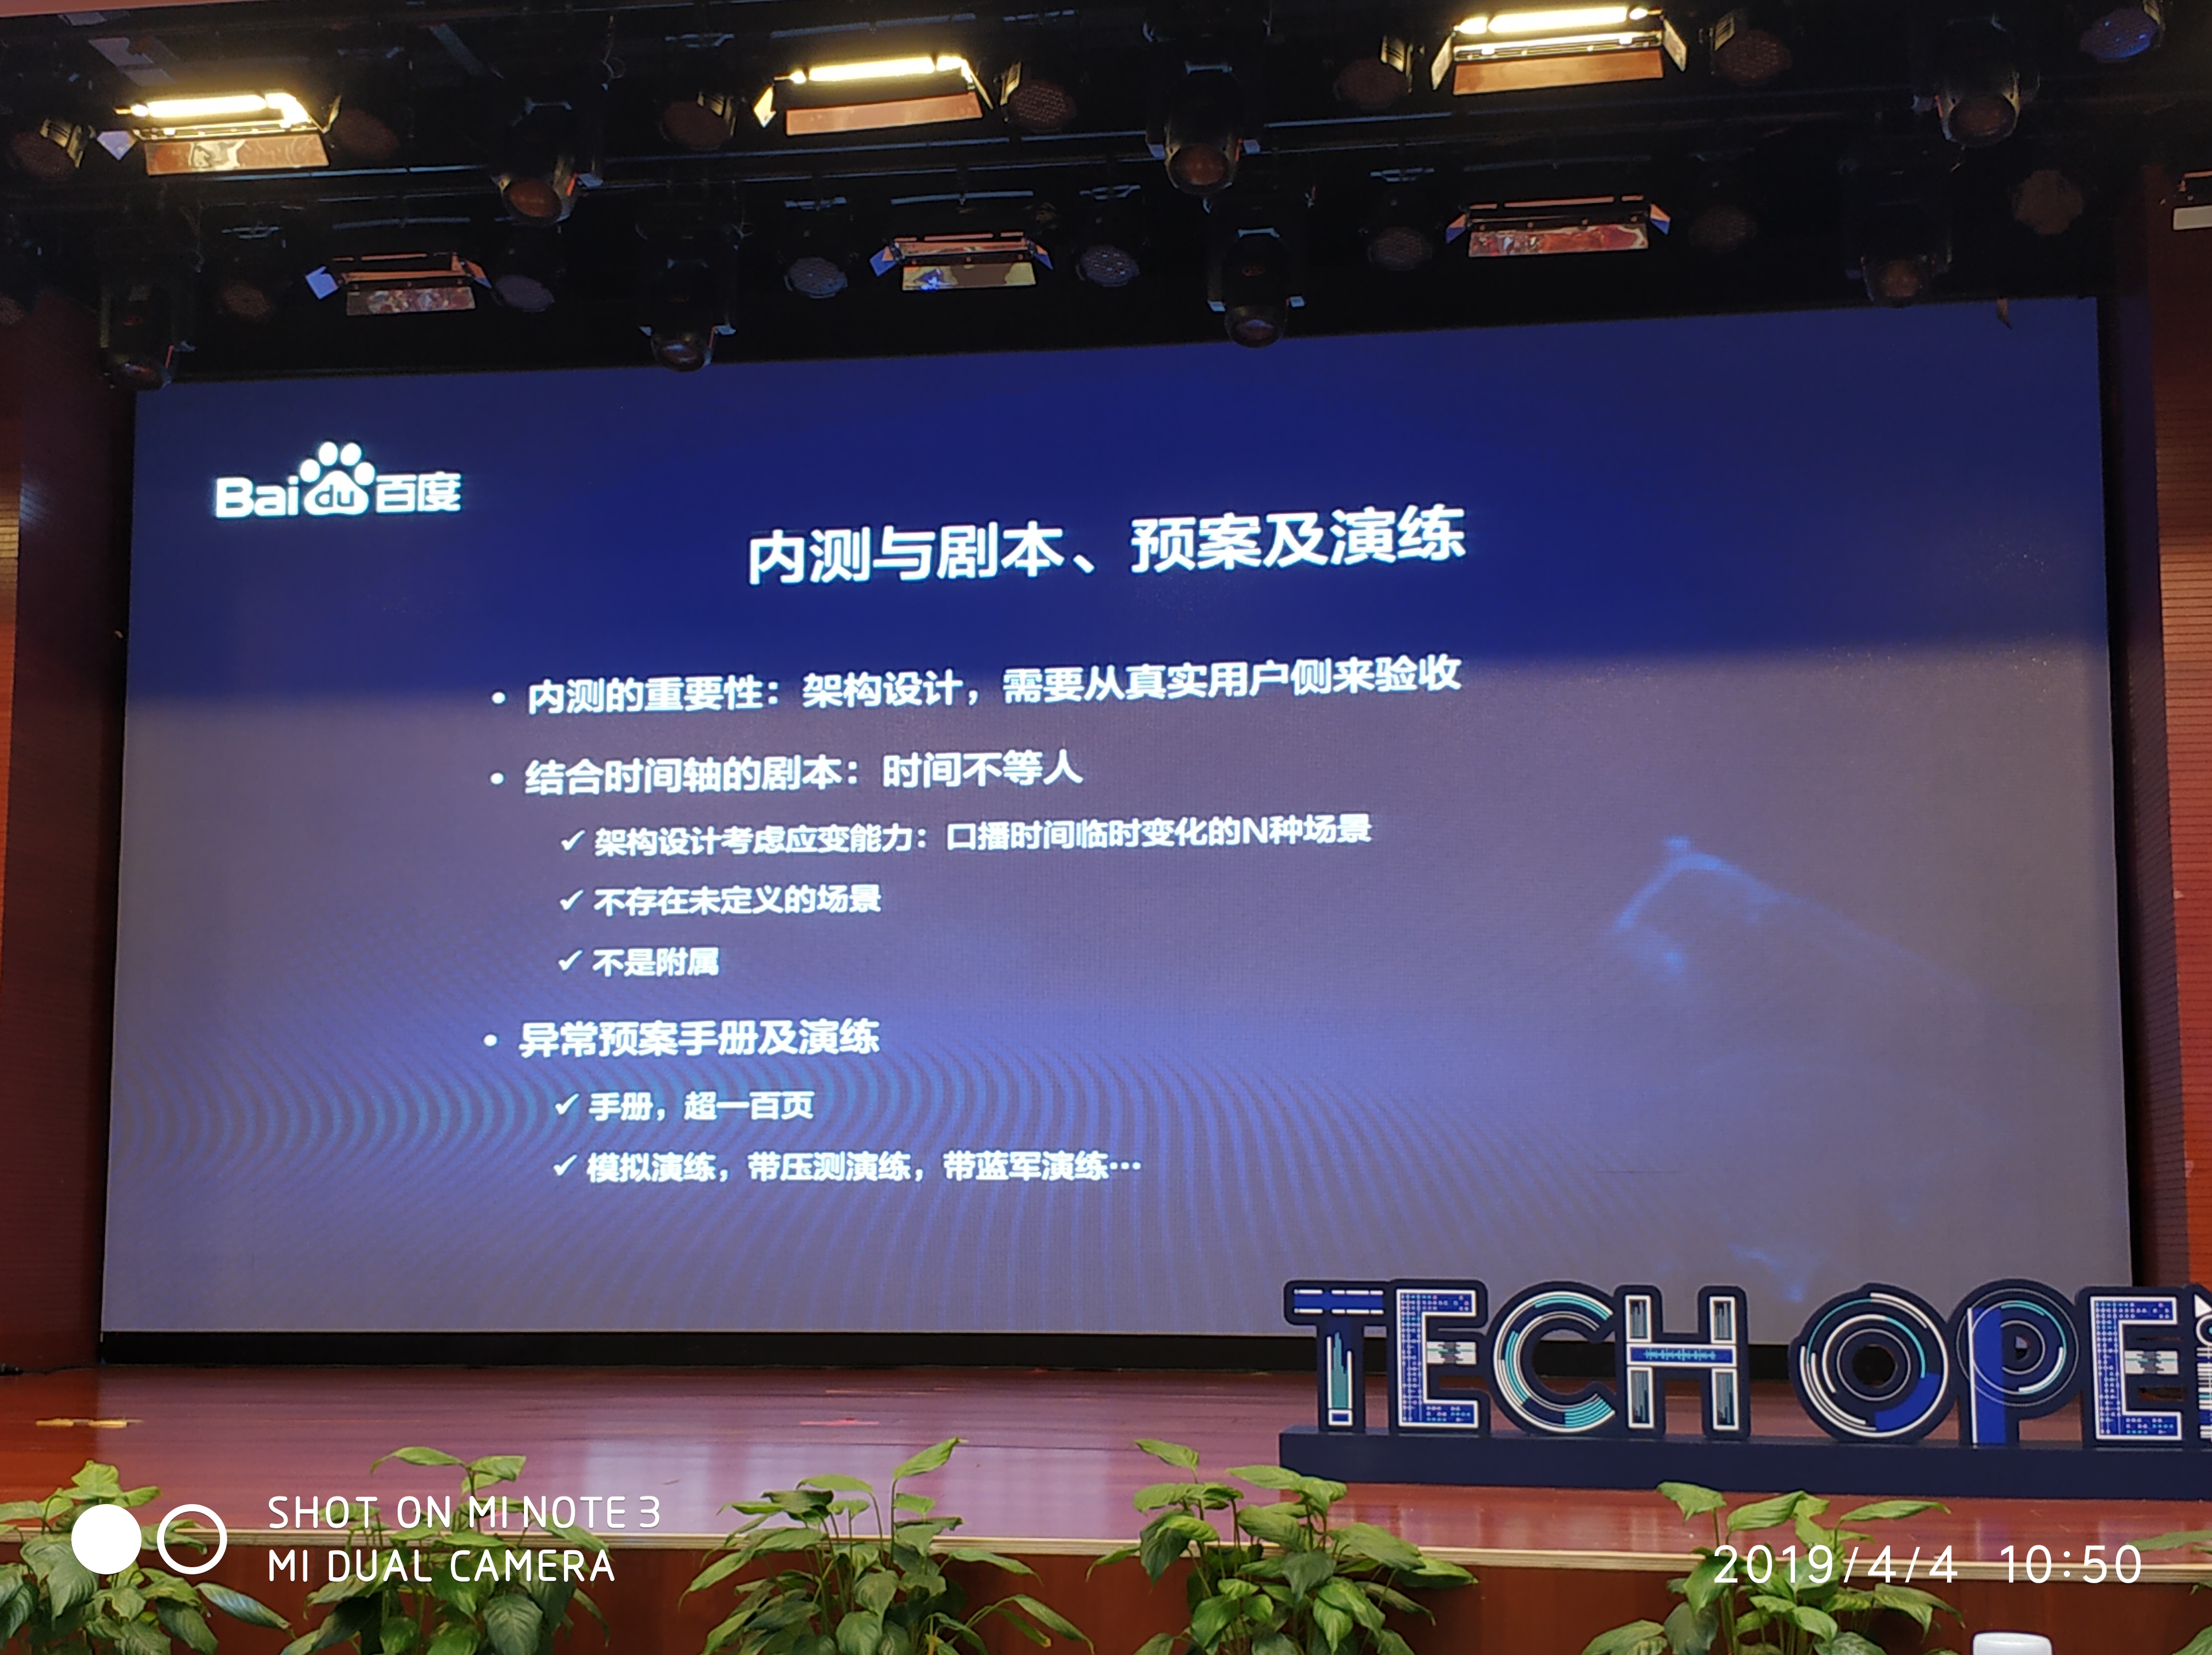 Bai du 百度
内测与剧本、预案及演练
• 内测的重要性：架构设计，需要从真实用户侧来验收
• 结合时间轴的剧本：时间不等人
✓ 架构设计考虑应变能力：口播时间临时变化的N种场景
✓ 不存在未定义的场景
✓ 不是附属
• 异常预案手册及演练
✓ 手册，超一百页
✓ 模拟演练，带压测演练，带蓝军演练…
TECH OPE
SHOT ON MI NOTE 3
MI DUAL CAMERA
2019/4/4 10:50